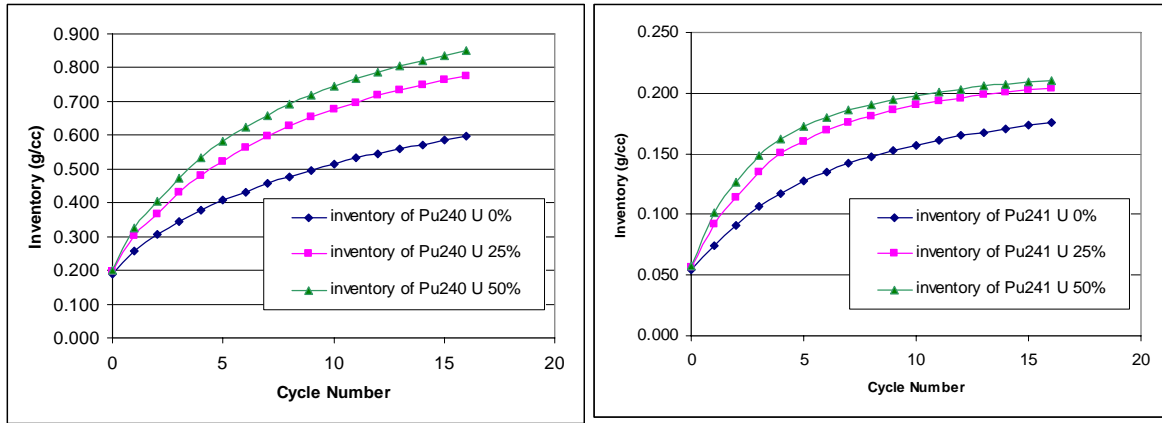 0.900
0.800
0.700
0.600
0.500
0.400
0.300
0.200
0.100
0.000
Inventory (g/cc)
0
5
10
15
20
Cycle Number
inventory of Pu240 U 0%
inventory of Pu240 U 25%
inventory of Pu240 U 50%
0.250
0.200
0.150
0.100
0.050
0.000
Inventory (g/cc)
0
5
10
15
20
Cycle Number
inventory of Pu241 U 0%
inventory of Pu241 U 25%
inventory of Pu241 U 50%